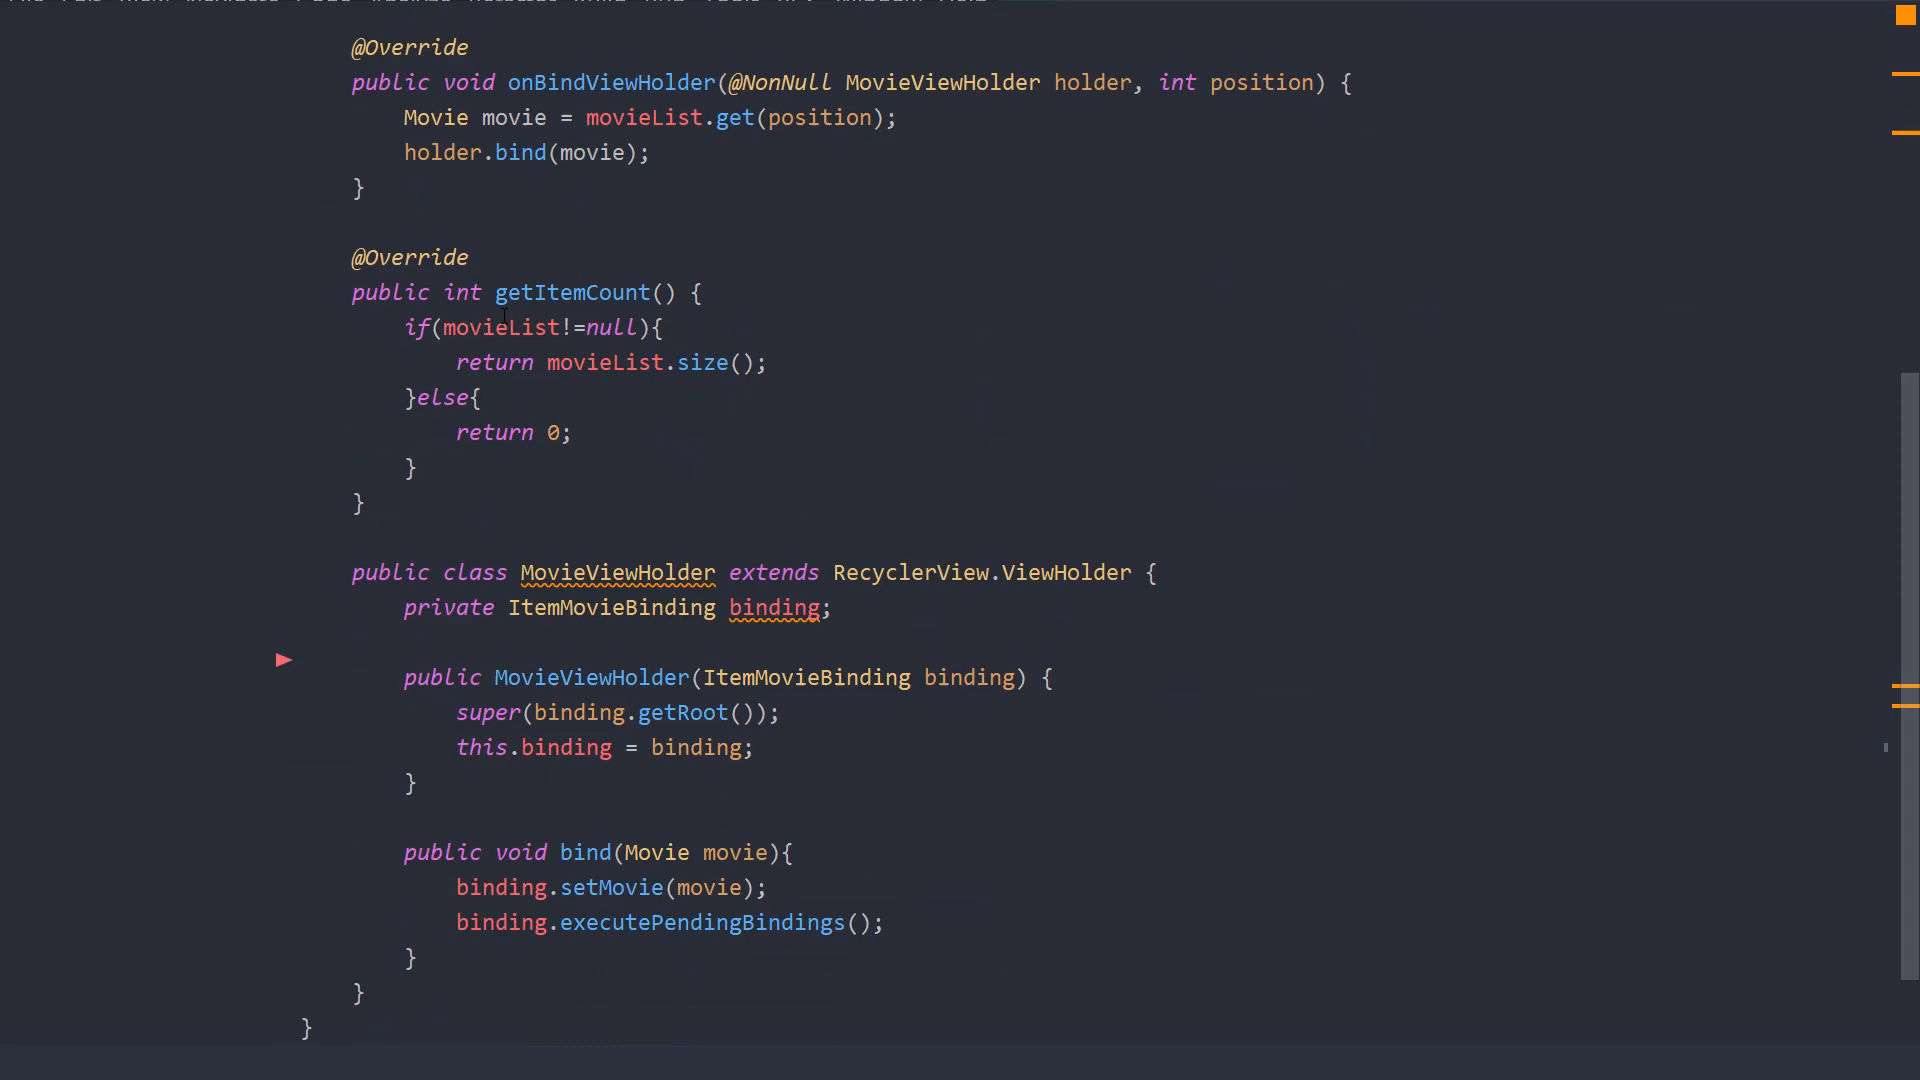 @Override
public void onBindViewHolder(@NonNull MovieViewHolder holder, int position) {
Movie movie = movieList.get(position);
holder.bind(movie);
}
@Override
public int getItemCount() {
if(movieList!=null){
return movieList.size();
}else{
return 0;
}
}
public class MovieViewHolder extends RecyclerView.ViewHolder {
private ItemMovieBinding binding;
public MovieViewHolder(ItemMovieBinding binding) {
super(binding.getRoot());
this.binding = binding;
}
public void bind(Movie movie){
binding.setMovie(movie);
binding.executePendingBindings();
}
}
}